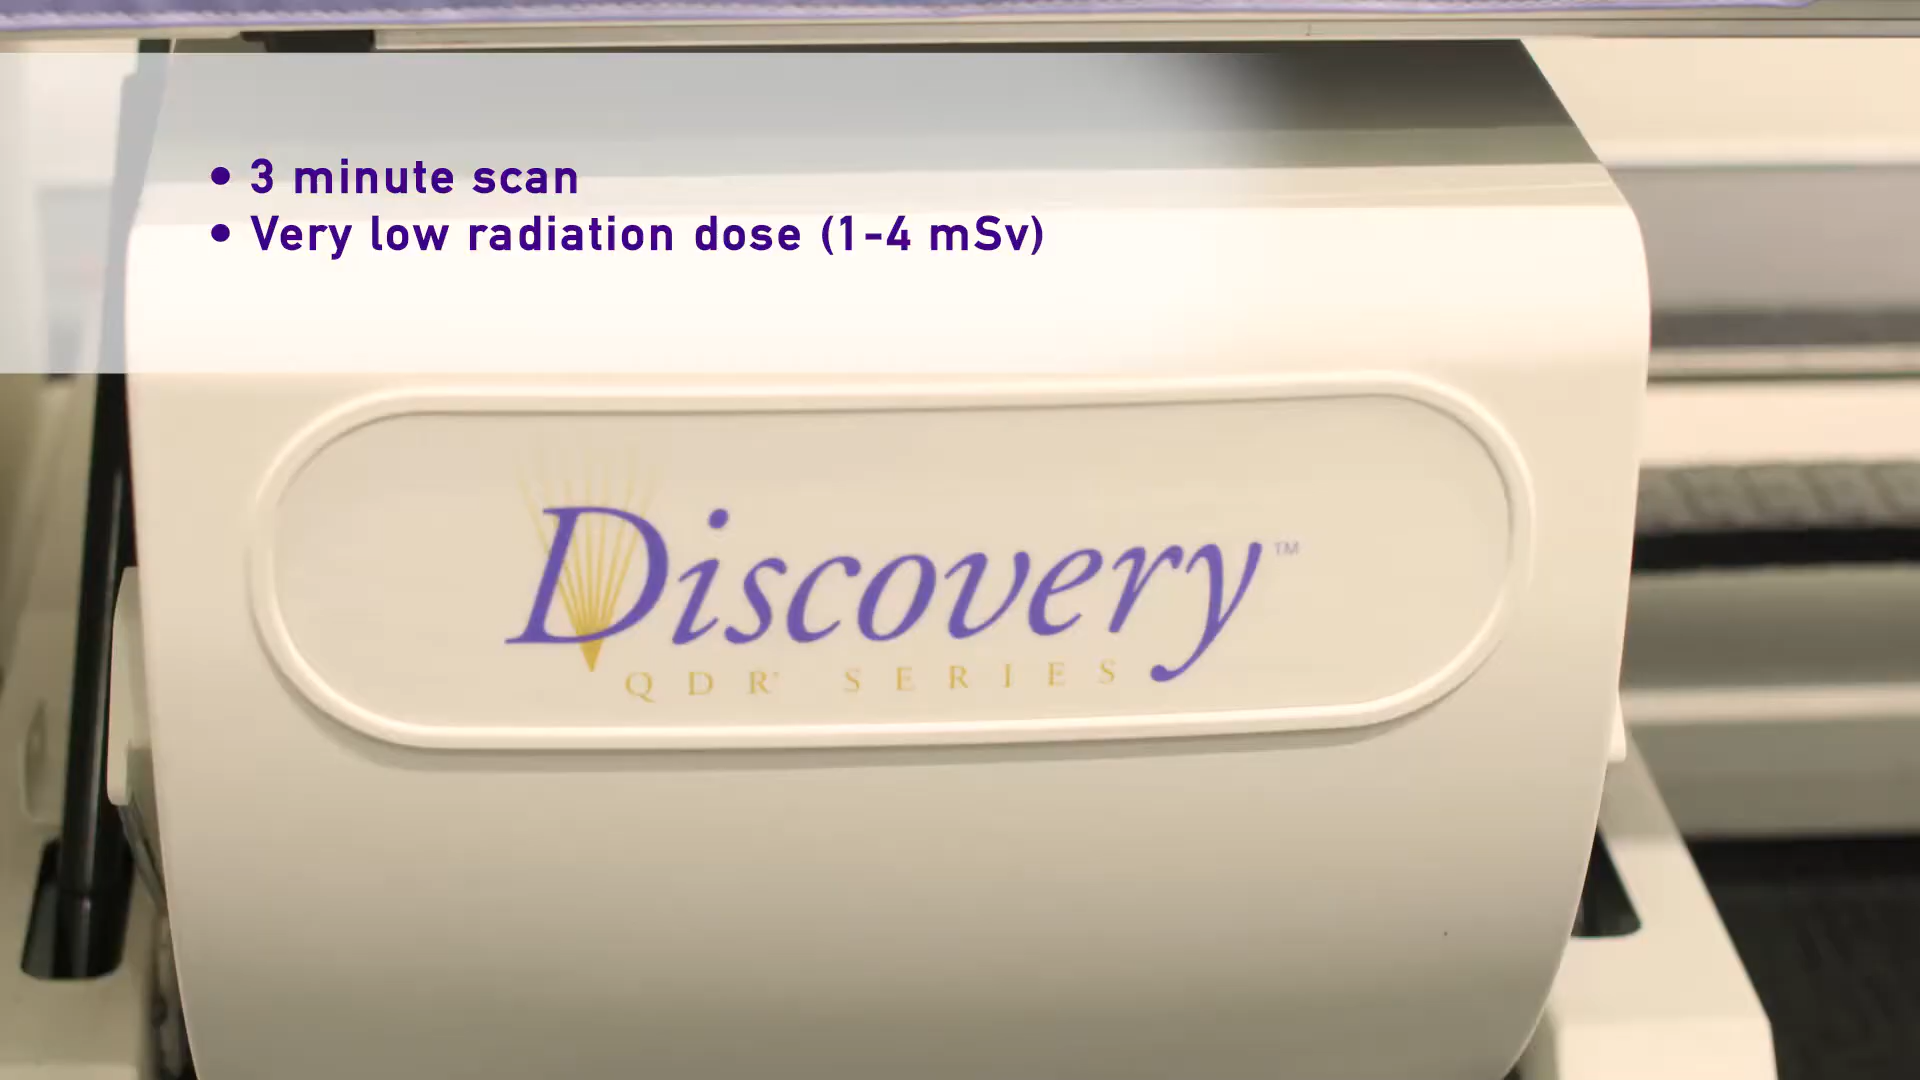 • 3 minute scan
• Very low radiation dose (1-4 mSv)
Discovery™
QDR® SERIES